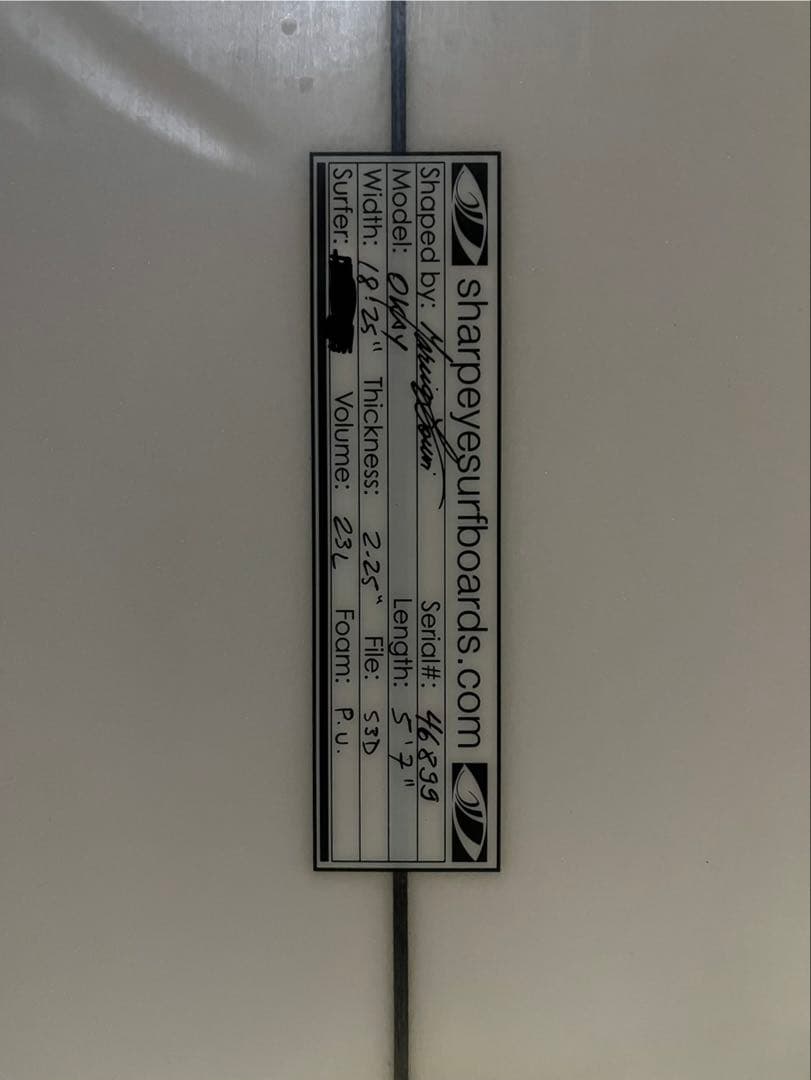 sharpeyesurfboards.com
Shaped by: Serial#: 46899
Model: OKAY Length: 5'7"
Width: 18.25" Thickness: 2.25" File: S3D
Surfer: Volume: 23L Foam: P.U.